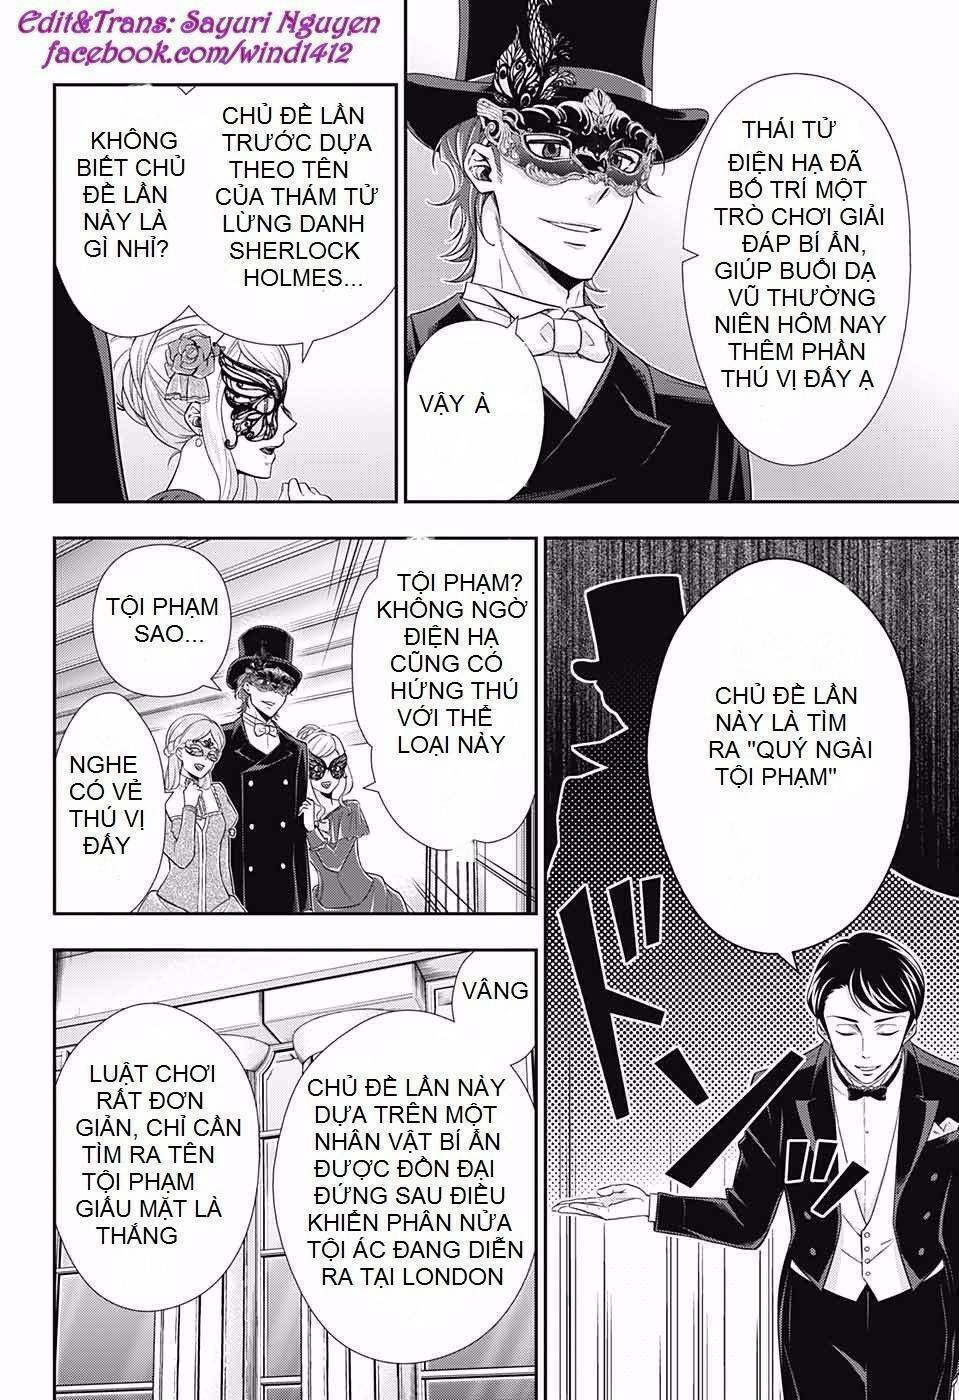 Edit&Trans: Sayuri Nguyen
facebook.com/wind1412
THÁI TỬ
ĐIỆN HẠ ĐÃ
BỐ TRÍ MỘT
TRÒ CHƠI GIẢI
ĐÁP BÍ ẨN,
GIÚP BUỔI DẠ
VŨ THƯỜNG
NIÊN HÔM NAY
THÊM PHẦN
THÚ VỊ ĐẤY Ạ
VẬY À
CHỦ ĐỀ LẦN
TRƯỚC DỰA
THEO TÊN
CỦA THÁM TỬ
LỪNG DANH
SHERLOCK
HOLMES...
KHÔNG
BIẾT CHỦ
ĐỀ LẦN
NÀY LÀ
GÌ NHỈ?
CHỦ ĐỀ LẦN
NÀY LÀ TÌM
RA "QUÝ NGÀI
TỘI PHẠM"
ドドン
TỘI PHẠM?
KHÔNG NGỜ
ĐIỆN HẠ
CŨNG CÓ
HỨNG THÚ
VỚI THỂ
LOẠI NÀY
TỘI PHẠM
SAO...
NGHE
CÓ VẺ
THÚ VỊ
ĐẤY
VÂNG
CHỦ ĐỀ LẦN NÀY
DỰA TRÊN MỘT
NHÂN VẬT BÍ ẨN
ĐƯỢC ĐỒN ĐẠI
ĐỨNG SAU ĐIỀU
KHIỂN PHÂN NỬA
TỘI ÁC ĐANG DIỄN
RA TẠI LONDON
LUẬT CHƠI
RẤT ĐƠN
GIẢN, CHỈ CẦN
TÌM RA TÊN
TỘI PHẠM
GIẤU MẶT LÀ
THẮNG